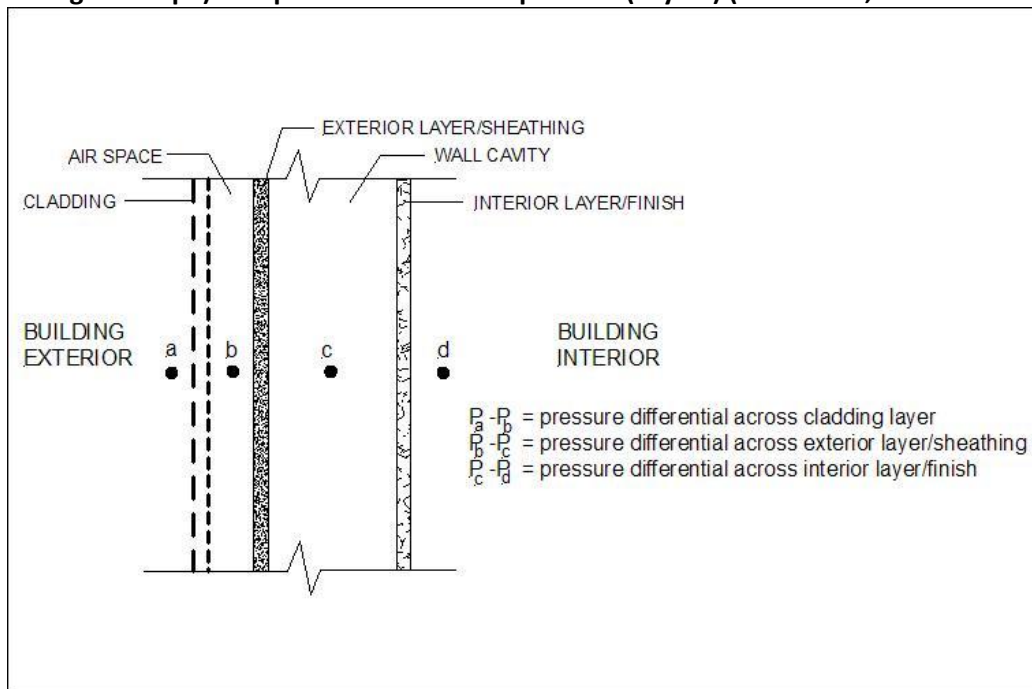 EXTERIOR LAYER/SHEATHING
AIR SPACE
WALL CAVITY
CLADDING
INTERIOR LAYER/FINISH
BUILDING
EXTERIOR
a
b
c
d
BUILDING
INTERIOR
Pa-Pb = pressure differential across cladding layer
Pb-Pc = pressure differential across exterior layer/sheathing
Pc-Pd = pressure differential across interior layer/finish